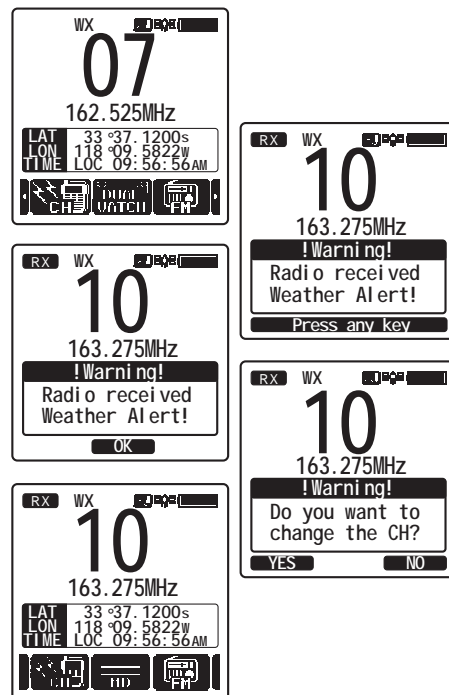 WX
07
162.525MHz
LAT 33 °37.1200s
LON 118 °09.5822w
TIME LOC 09:56:56AM
CH
DUAL WATCH
FM
RX WX
10
163.275MHz
!Warning!
Radio received
Weather Alert!
OK
RX WX
10
163.275MHz
LAT 33 °37.1200s
LON 118 °09.5822w
TIME LOC 09:56:56AM
FM
RX WX
10
163.275MHz
!Warning!
Radio received
Weather Alert!
Press any key
RX WX
10
163.275MHz
!Warning!
Do you want to
change the CH?
YES NO